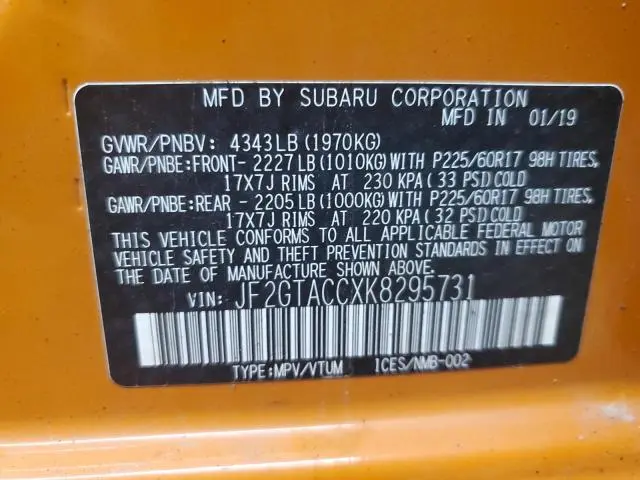 MFD BY SUBARU CORPORATION
MFD IN 01/19
GVWR/PNBV: 4343LB (1970KG)
GAWR/PNBE:FRONT- 2227LB (1010KG) WITH P225/60R17 98H TIRES,
17X7J RIMS AT 230 KPA (33 PSI) COLD
GAWR/PNBE:REAR - 2205LB (1000KG) WITH P225/60R17 98H TIRES,
17X7J RIMS AT 220 KPA (32 PSI) COLD
THIS VEHICLE CONFORMS TO ALL APPLICABLE FEDERAL MOTOR
VEHICLE SAFETY AND THEFT PREVENTION STANDARDS IN EFFECT ON
THE DATE OF MANUFACTURE SHOWN ABOVE.
VIN: JF2GTACCXK8295731
TYPE:MPV/VTUM ICES/NMB-002